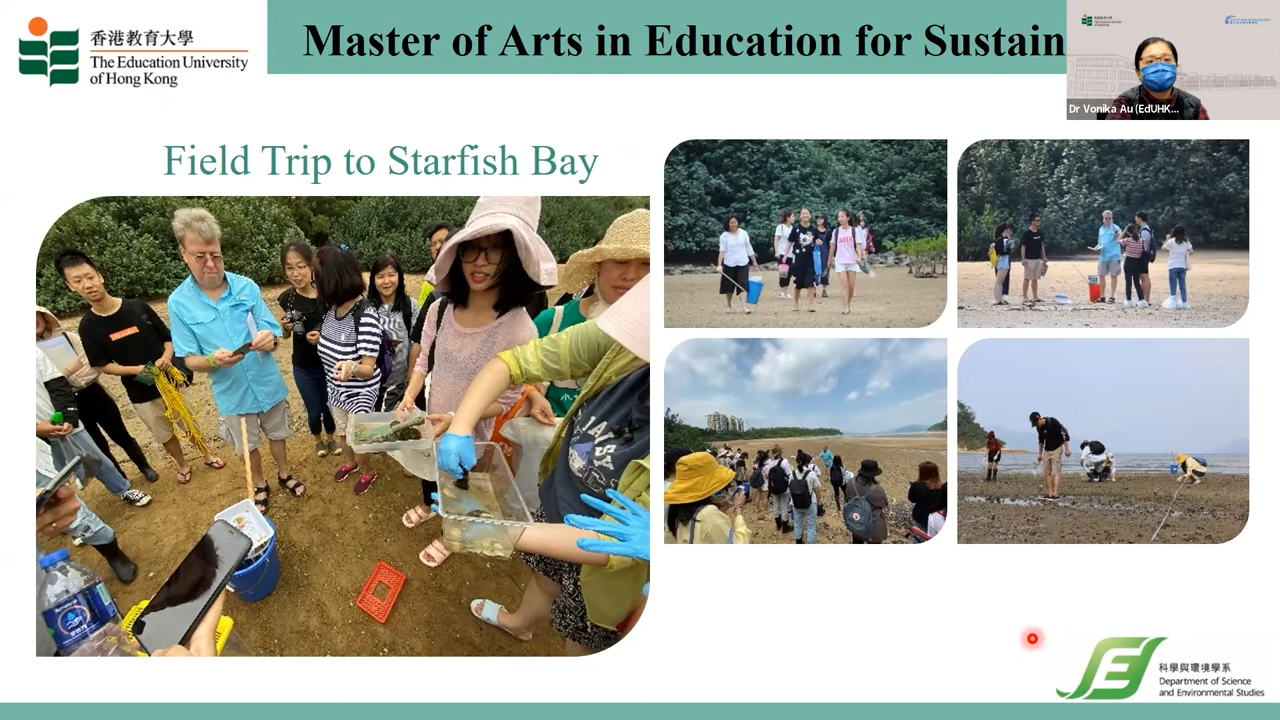 香港教育大學
The Education University
of Hong Kong
Master of Arts in Education for Sustain
Dr Vonika Au (EdUHK...
Field Trip to Starfish Bay
科學與環境學系
Department of Science
and Environmental Studies